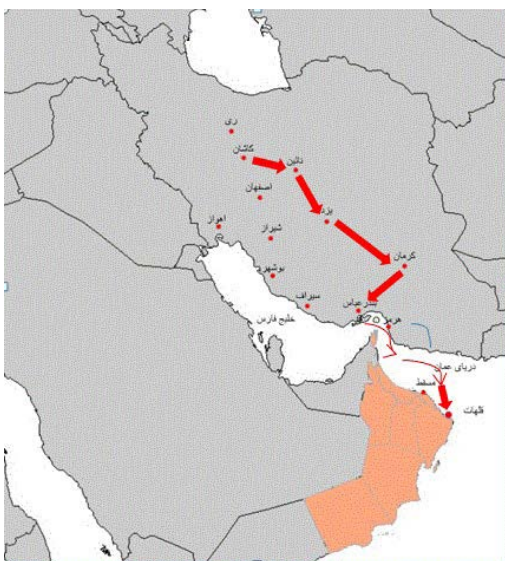 ری
کاشان
نائین
اصفهان
یزد
اهواز
شیراز
کرمان
بوشهر
سیراف
بندرعباس
هرمز
خلیج فارس
دریای عمان
مسقط
قلهات